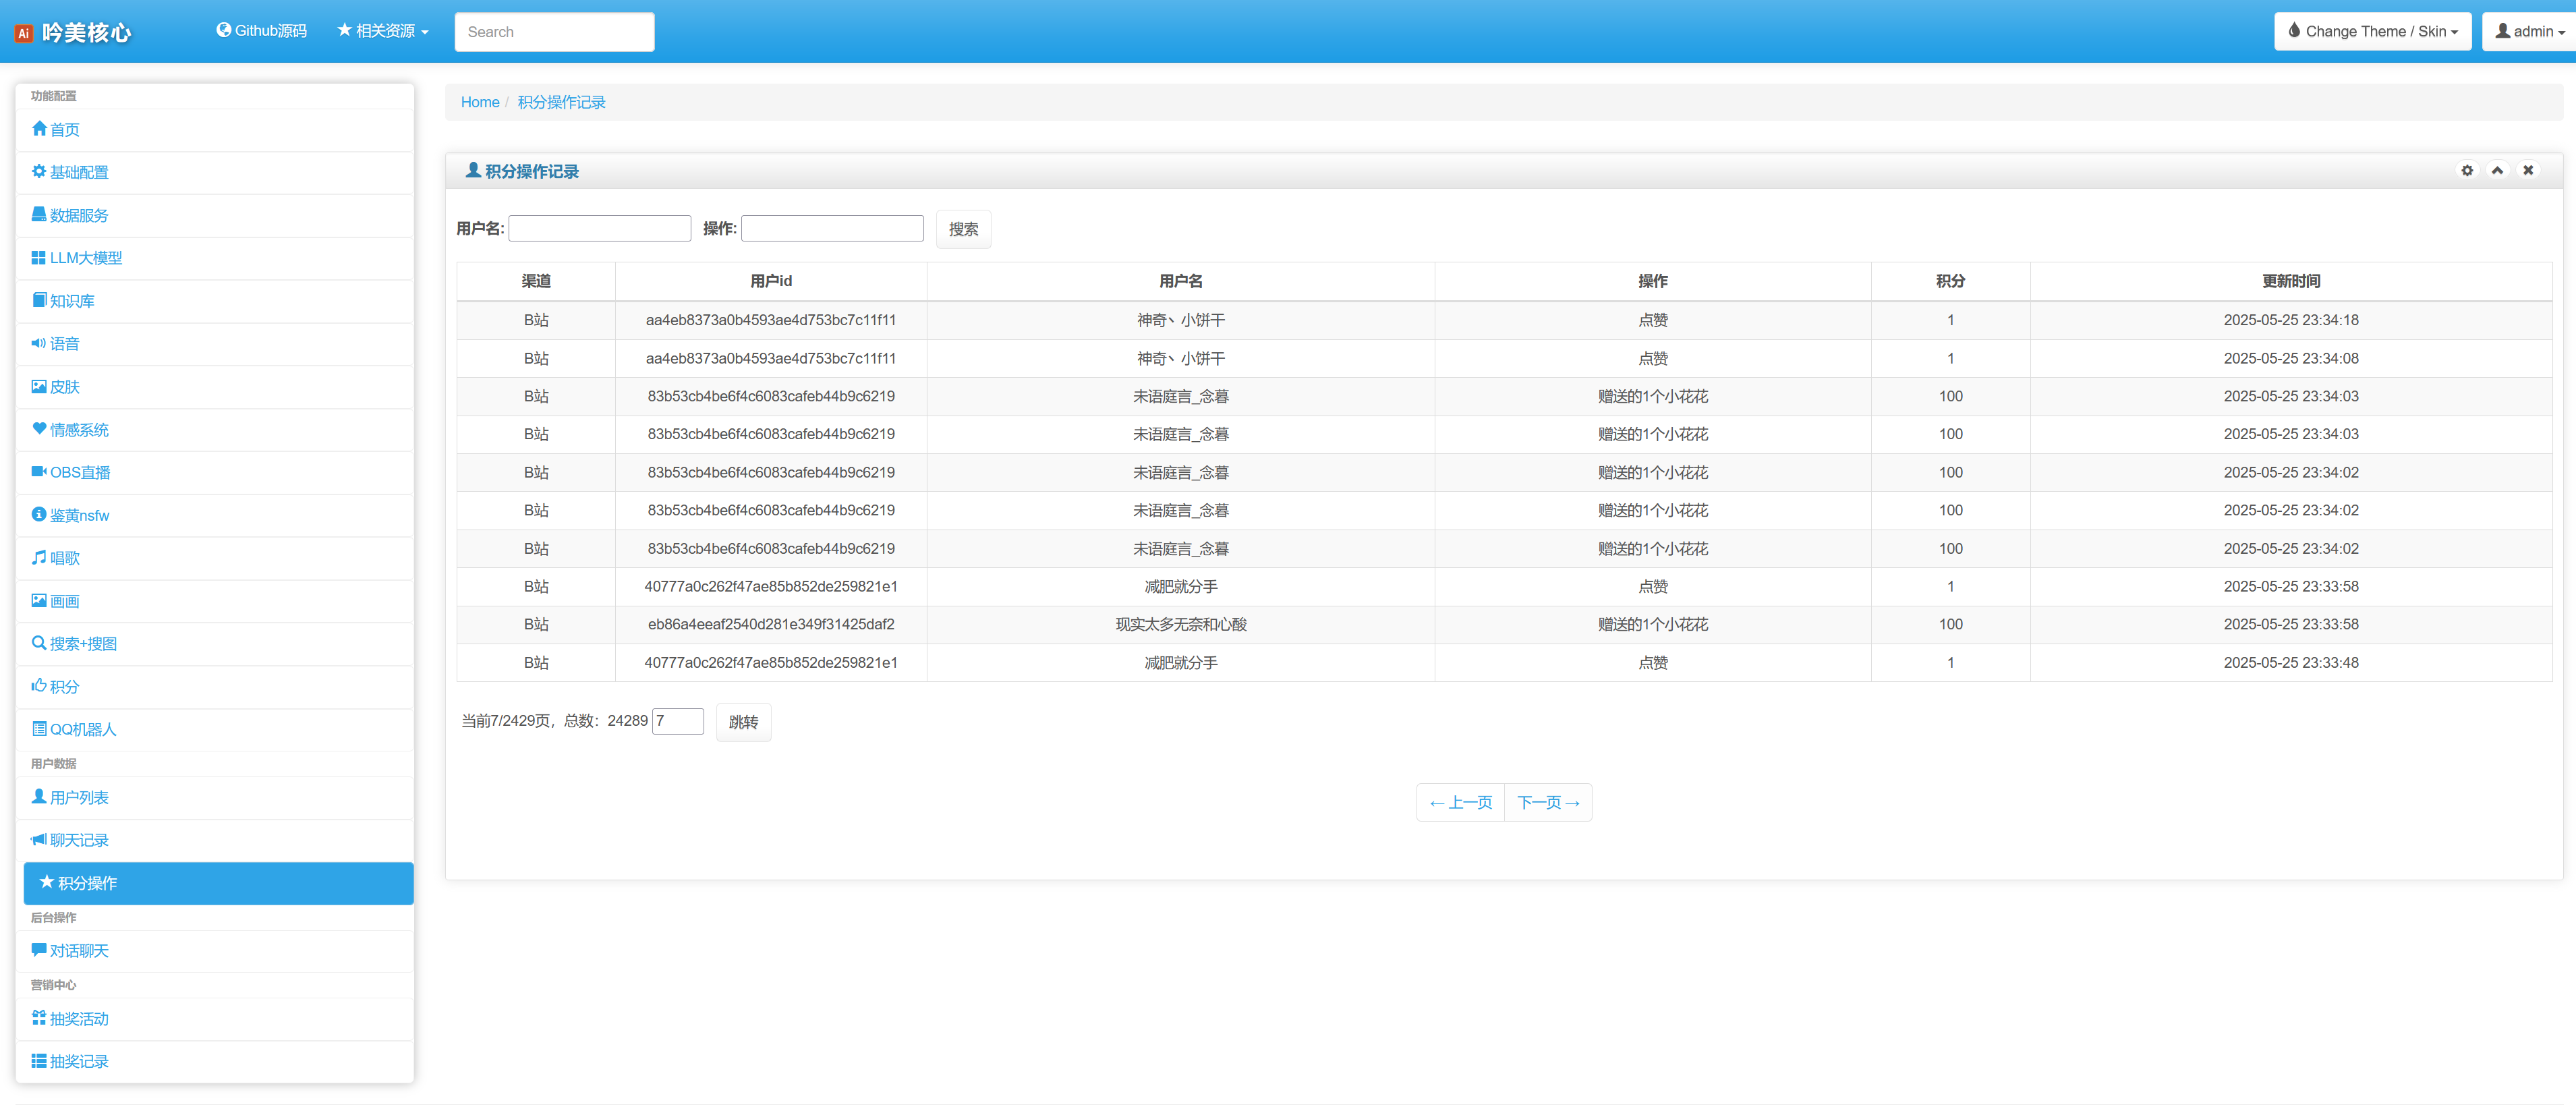 Ai 吟美核心 Github源码 相关资源 Search Change Theme / Skin admin
功能配置
首页
基础配置
数据服务
LLM大模型
知识库
语音
皮肤
情感系统
OBS直播
鉴黄nsfw
唱歌
画画
搜索+搜图
积分
QQ机器人
用户数据
用户列表
聊天记录
积分操作
后台操作
对话聊天
营销中心
抽奖活动
抽奖记录
Home / 积分操作记录
积分操作记录
用户名: 操作: 搜索
渠道 用户id 用户名 操作 积分 更新时间
B站 aa4eb8373a0b4593ae4d753bc7c11f11 神奇丶小饼干 点赞 1 2025-05-25 23:34:18
B站 aa4eb8373a0b4593ae4d753bc7c11f11 神奇丶小饼干 点赞 1 2025-05-25 23:34:08
B站 83b53cb4be6f4c6083cafeb44b9c6219 未语庭言_念暮 赠送的1个小花花 100 2025-05-25 23:34:03
B站 83b53cb4be6f4c6083cafeb44b9c6219 未语庭言_念暮 赠送的1个小花花 100 2025-05-25 23:34:03
B站 83b53cb4be6f4c6083cafeb44b9c6219 未语庭言_念暮 赠送的1个小花花 100 2025-05-25 23:34:02
B站 83b53cb4be6f4c6083cafeb44b9c6219 未语庭言_念暮 赠送的1个小花花 100 2025-05-25 23:34:02
B站 83b53cb4be6f4c6083cafeb44b9c6219 未语庭言_念暮 赠送的1个小花花 100 2025-05-25 23:34:02
B站 40777a0c262f47ae85b852de259821e1 减肥就分手 点赞 1 2025-05-25 23:33:58
B站 eb86a4eeaf2540d281e349f31425daf2 现实太多无奈和心酸 赠送的1个小花花 100 2025-05-25 23:33:58
B站 40777a0c262f47ae85b852de259821e1 减肥就分手 点赞 1 2025-05-25 23:33:48
当前7/2429页，总数：24289 7 跳转
← 上一页 下一页 →